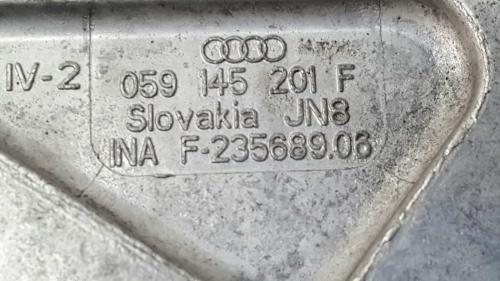 IV-2 059 145 201 F
Slovakia JN8
INA F-235689.06